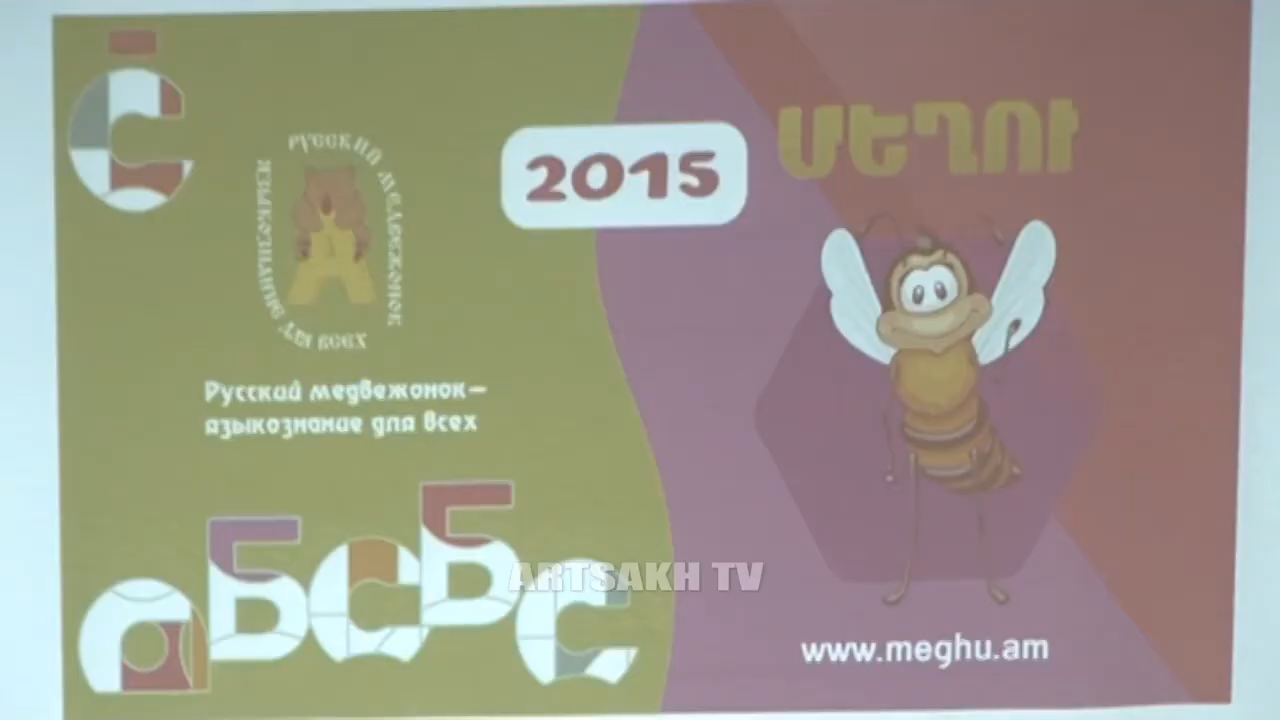 РУССКИЙ МЕДВЕЖОНОК
ЯЗЫКОЗНАНИЕ ДЛЯ ВСЕХ
Русский медвежонок—
языкознание для всех
2015
ՄԵՂՈՒ
www.meghu.am
ARTSAKH TV